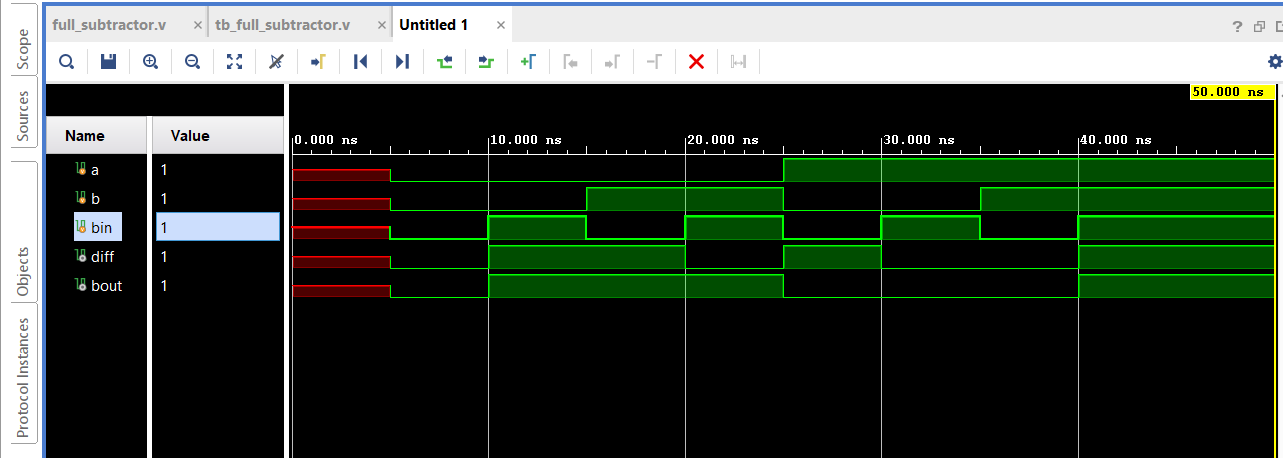 full_subtractor.v × tb_full_subtractor.v × Untitled 1 ×
?
Scope
Sources
Objects
Protocol Instances
50.000 ns
Name Value
0.000 ns 10.000 ns 20.000 ns 30.000 ns 40.000 ns
a 1
b 1
bin 1
diff 1
bout 1